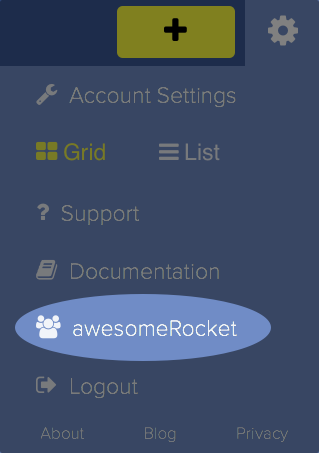 +
Account Settings
Grid List
? Support
Documentation
awesomeRocket
Logout
About Blog Privacy